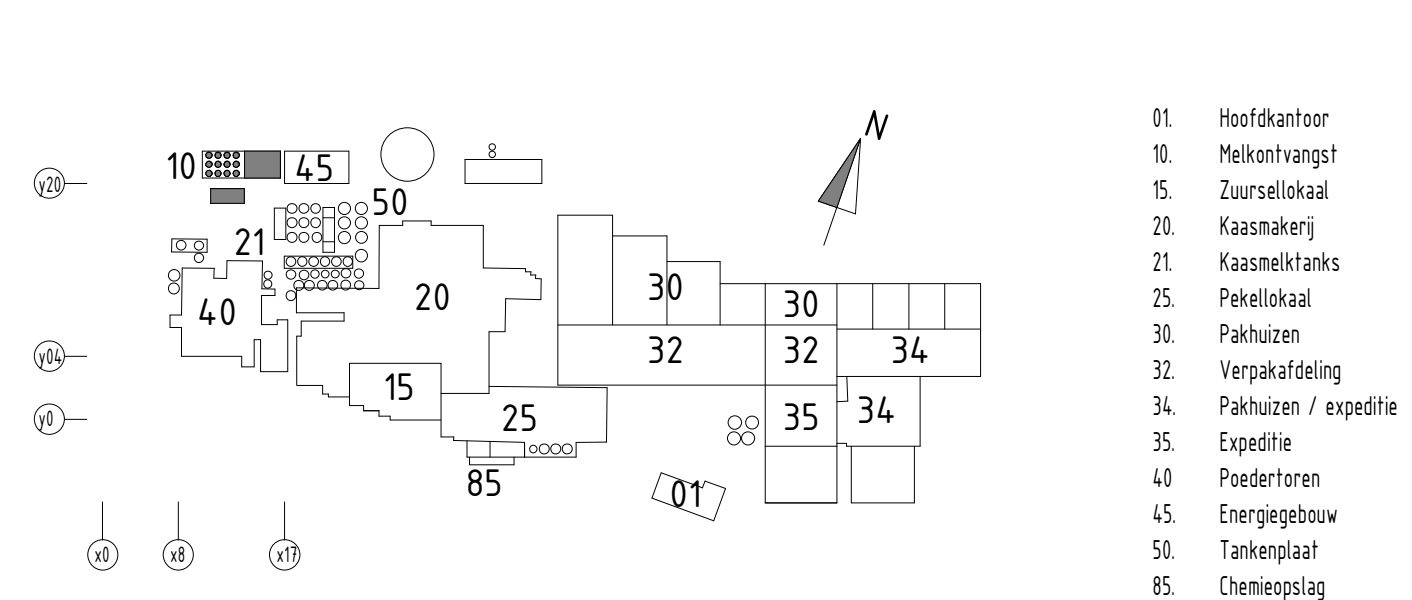 N
10
45
y20
50
21
30
30
20
40
32
32
34
y04
15
34
35
25
y0
85
01
x0
x8
x17
01. Hoofdkantoor
10. Melkontvangst
15. Zuursellokaal
20. Kaasmakerij
21. Kaasmelktanks
25. Pekellokaal
30. Pakhuizen
32. Verpakafdeling
34. Pakhuizen / expeditie
35. Expeditie
40 Poedertoren
45. Energiegebouw
50. Tankenplaat
85. Chemieopslag